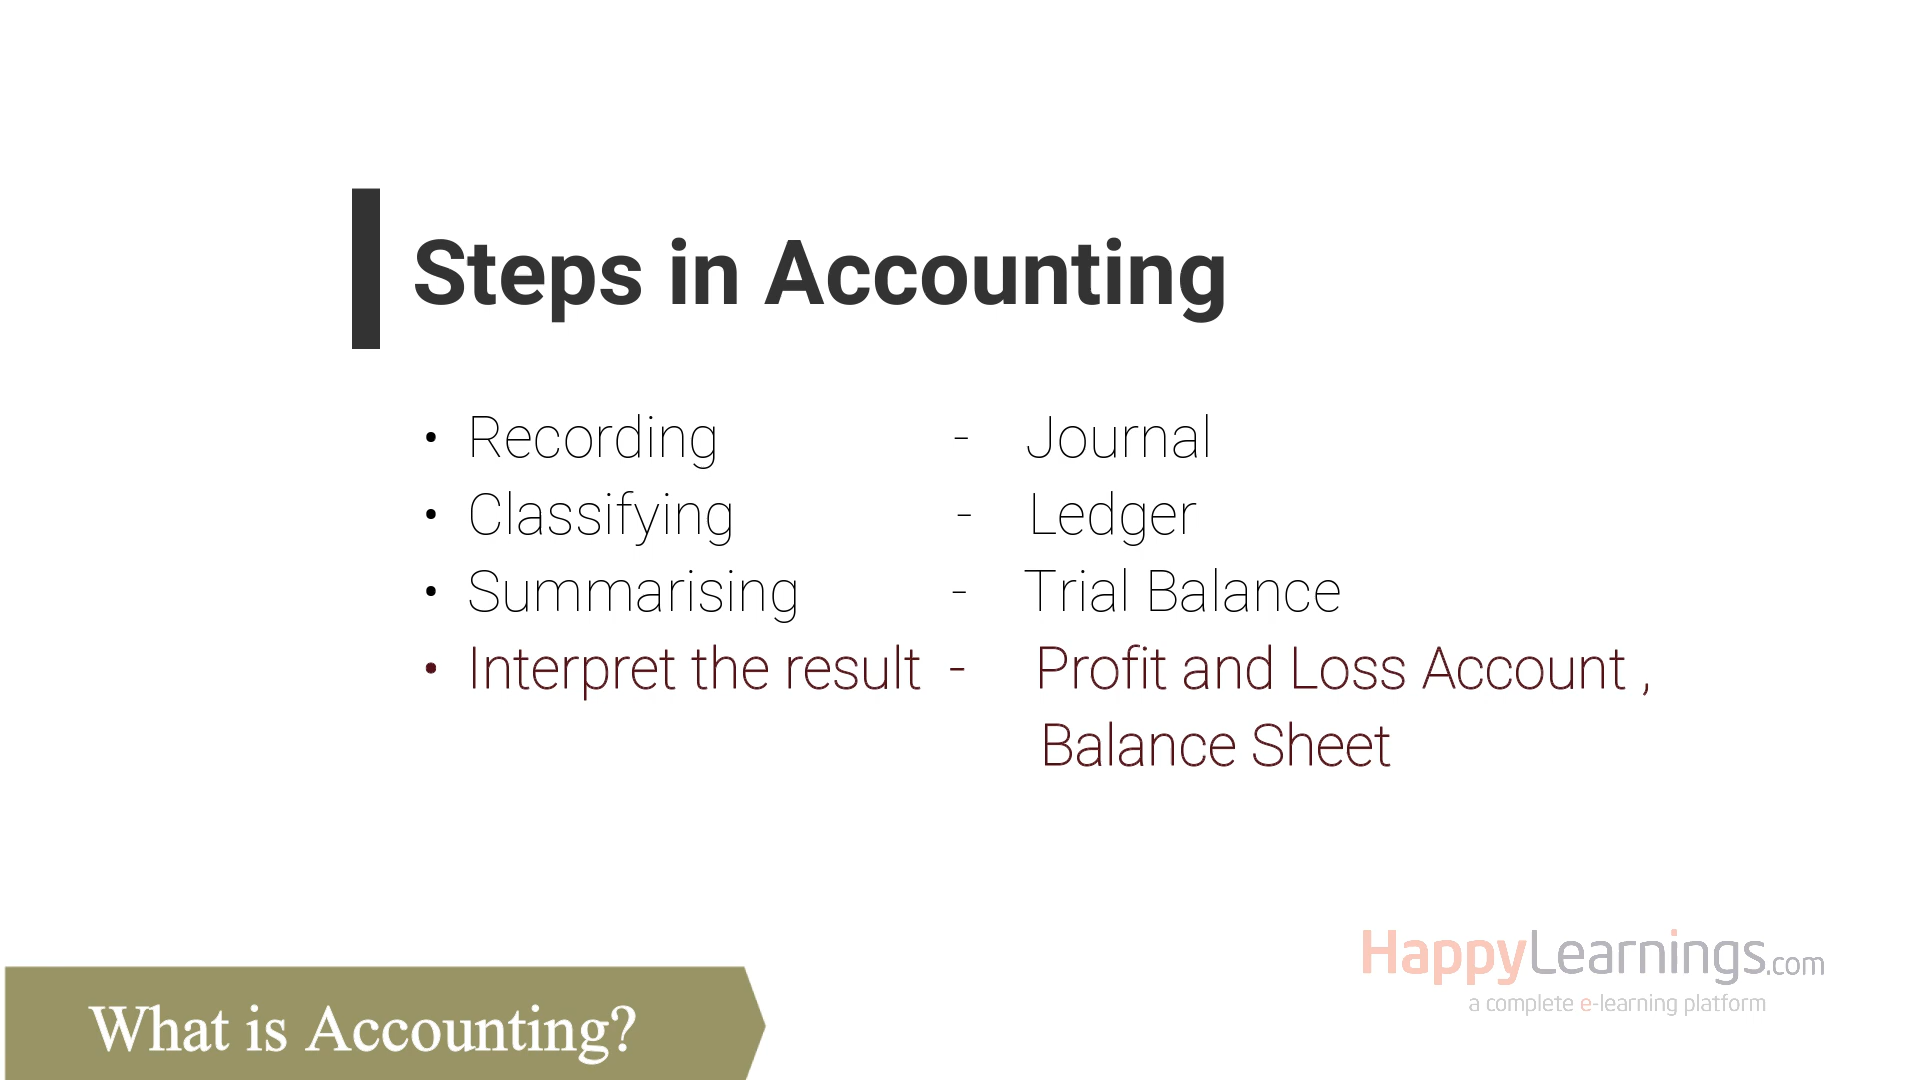 Steps in Accounting
• Recording - Journal
• Classifying - Ledger
• Summarising - Trial Balance
• Interpret the result - Profit and Loss Account ,
Balance Sheet
HappyLearnings.com
a complete e-learning platform
What is Accounting?